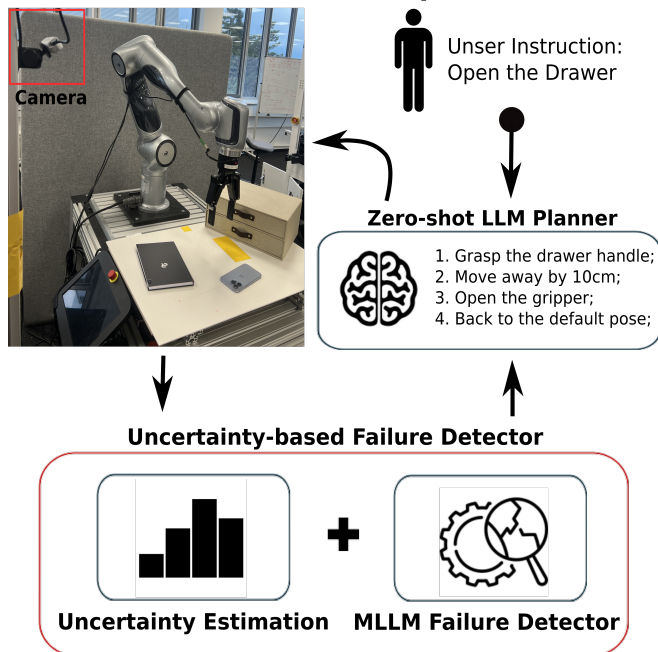 Camera
Unser Instruction:
Open the Drawer
Zero-shot LLM Planner
1. Grasp the drawer handle;
2. Move away by 10cm;
3. Open the gripper;
4. Back to the default pose;
Uncertainty-based Failure Detector
Uncertainty Estimation
MLLM Failure Detector